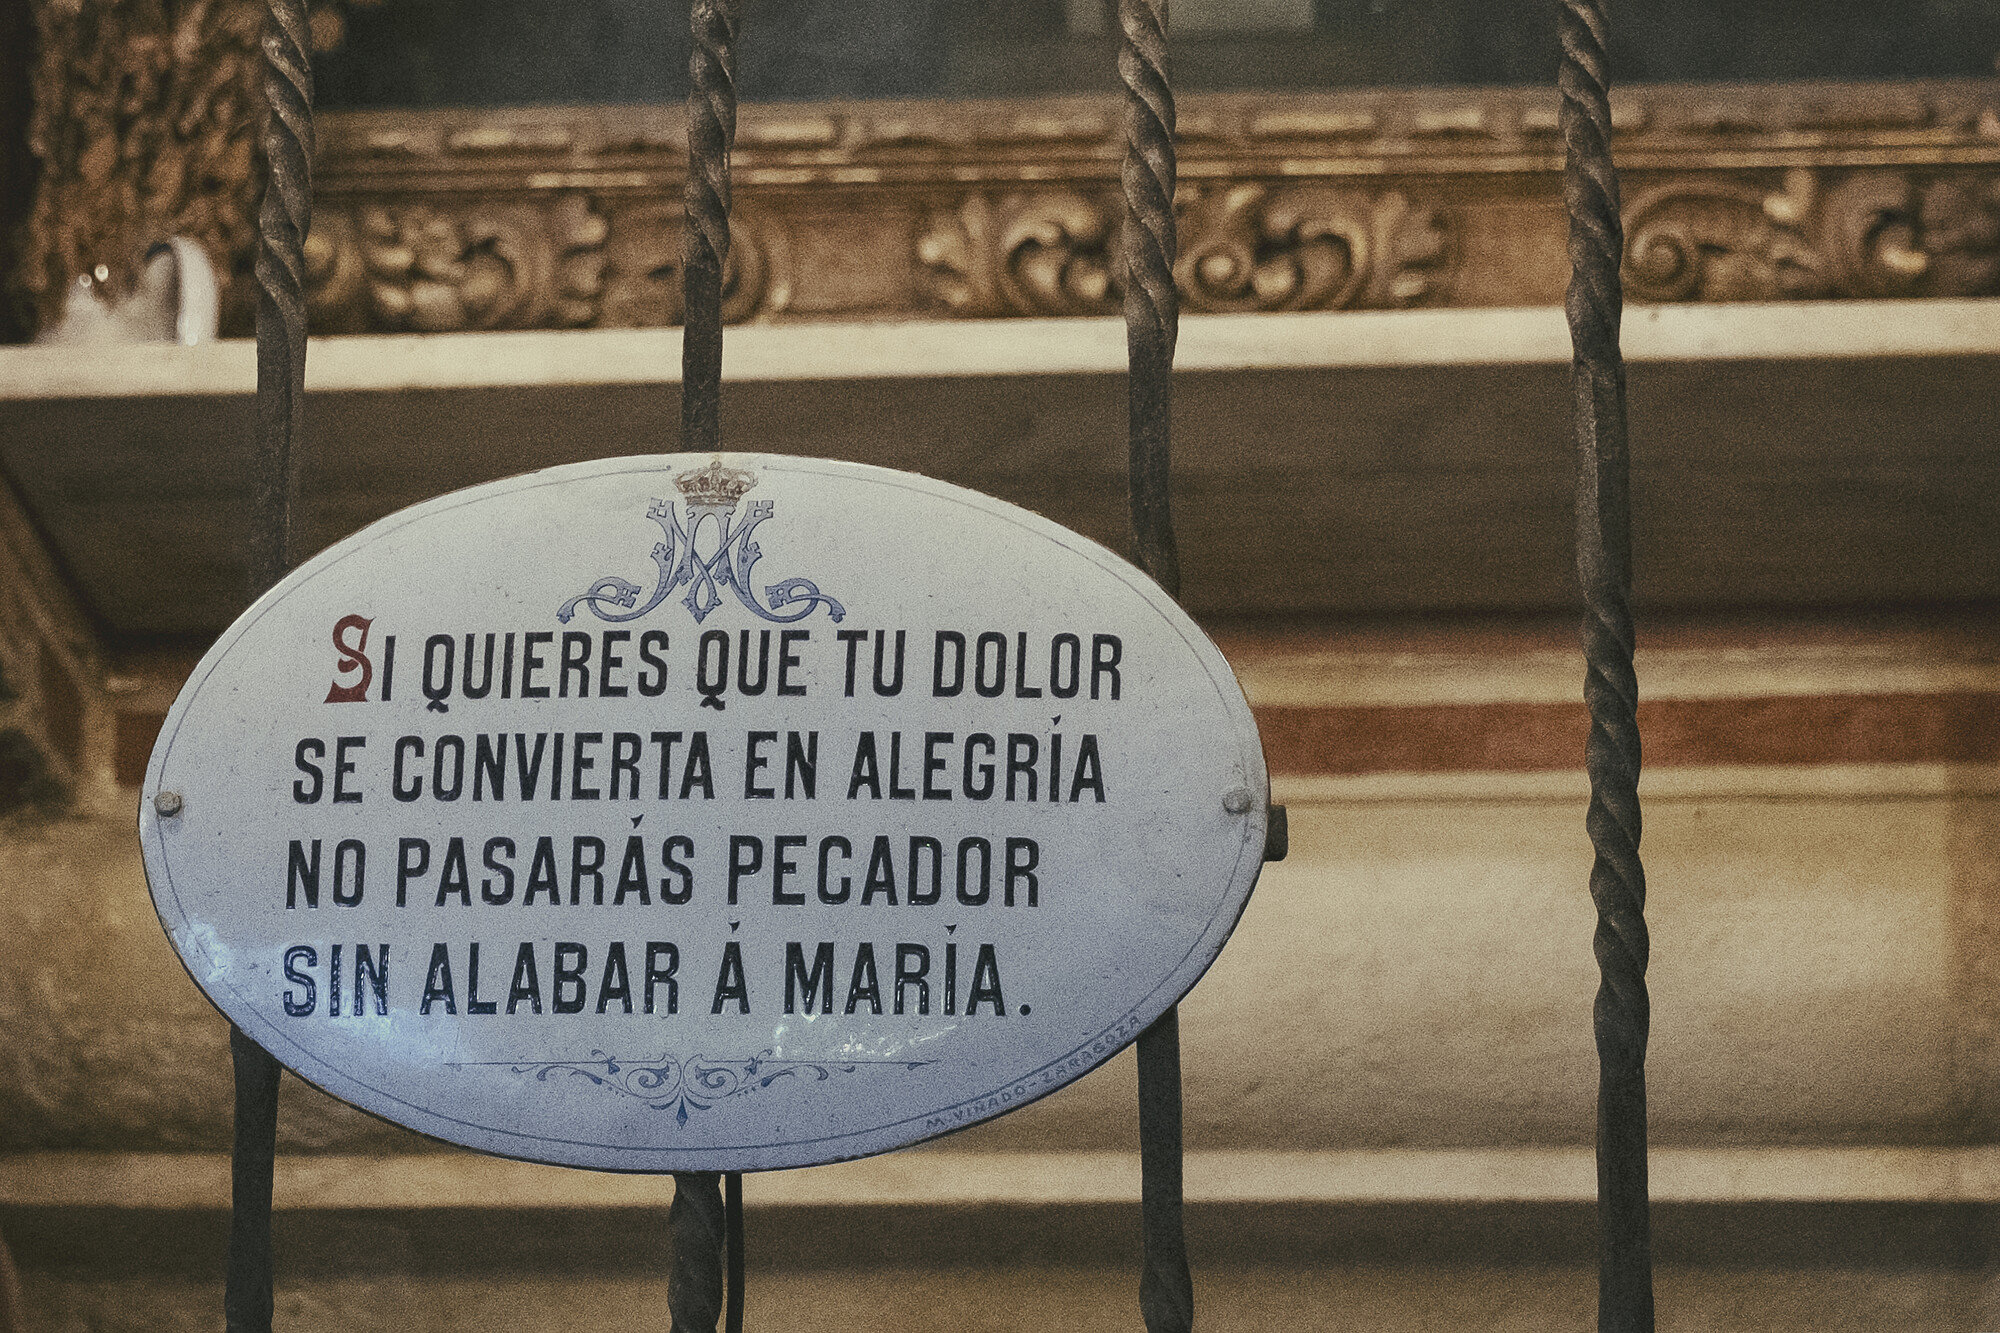 SI QUIERES QUE TU DOLOR
SE CONVIERTA EN ALEGRÍA
NO PASARÁS PECADOR
SIN ALABAR Á MARÍA.
M. VIÑADO-ZARAGOZA